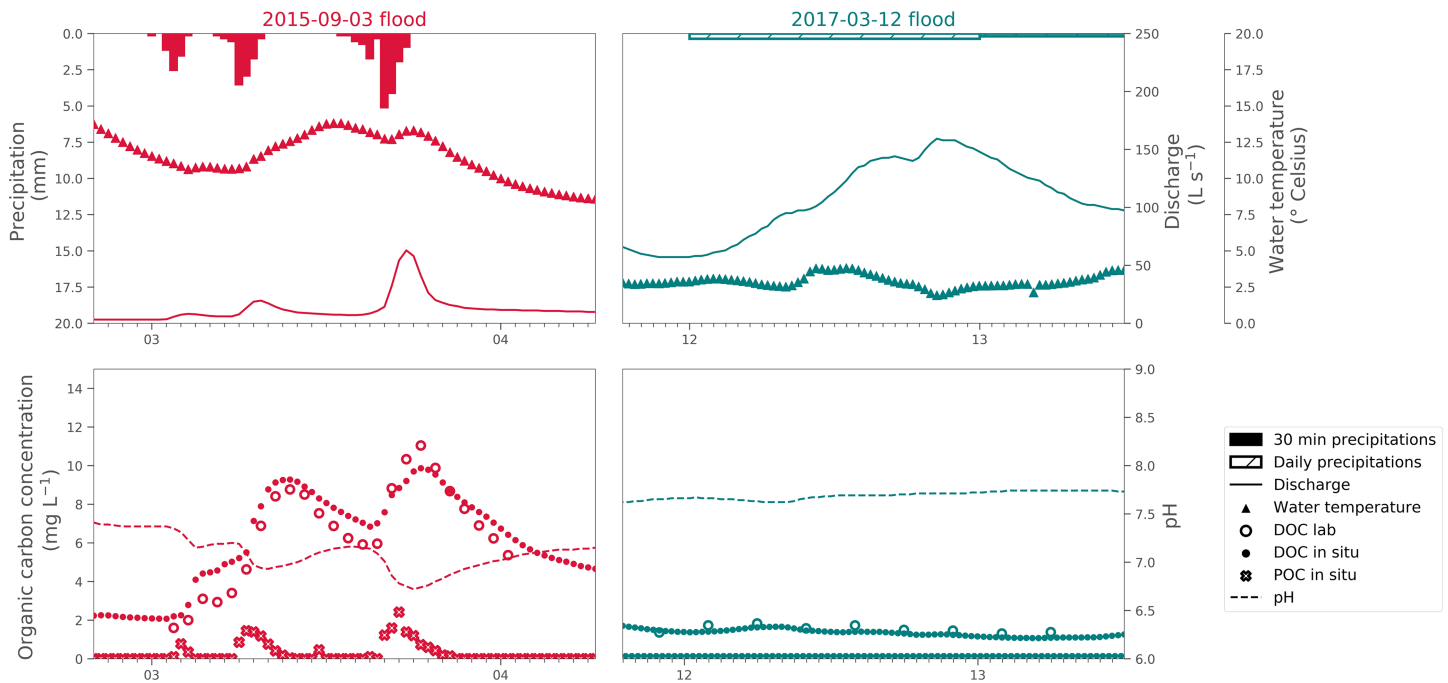 2015-09-03 flood
2017-03-12 flood
0.0
2.5
5.0
7.5
10.0
12.5
15.0
17.5
20.0
Precipitation
(mm)
03
04
12
13
250
200
150
100
50
0
Discharge
(L s⁻¹)
20.0
17.5
15.0
12.5
10.0
7.5
5.0
2.5
0.0
Water temperature
(° Celsius)
14
12
10
8
6
4
2
0
Organic carbon concentration
(mg L⁻¹)
03
04
12
13
9.0
8.5
8.0
7.5
7.0
6.5
6.0
pH
30 min precipitations
Daily precipitations
Discharge
Water temperature
DOC lab
DOC in situ
POC in situ
pH